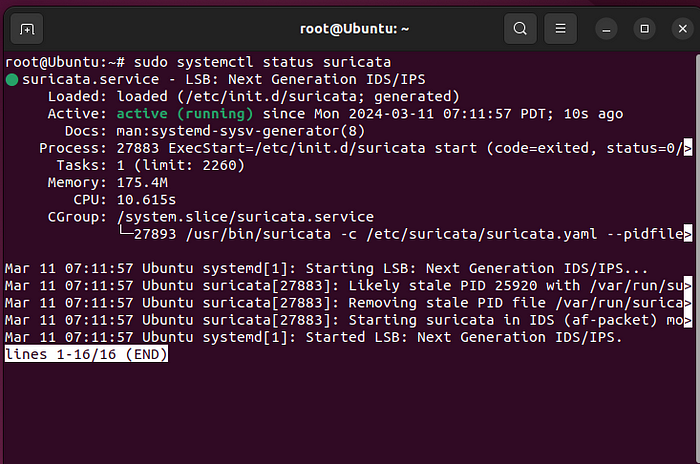 root@Ubuntu: ~
root@Ubuntu:~# sudo systemctl status suricata
● suricata.service - LSB: Next Generation IDS/IPS
     Loaded: loaded (/etc/init.d/suricata; generated)
     Active: active (running) since Mon 2024-03-11 07:11:57 PDT; 10s ago
       Docs: man:systemd-sysv-generator(8)
    Process: 27883 ExecStart=/etc/init.d/suricata start (code=exited, status=0/>
      Tasks: 1 (limit: 2260)
     Memory: 175.4M
        CPU: 10.615s
     CGroup: /system.slice/suricata.service
             └─27893 /usr/bin/suricata -c /etc/suricata/suricata.yaml --pidfile>
Mar 11 07:11:57 Ubuntu systemd[1]: Starting LSB: Next Generation IDS/IPS...
Mar 11 07:11:57 Ubuntu suricata[27883]: Likely stale PID 25920 with /var/run/su>
Mar 11 07:11:57 Ubuntu suricata[27883]: Removing stale PID file /var/run/surica>
Mar 11 07:11:57 Ubuntu suricata[27883]: Starting suricata in IDS (af-packet) mo>
Mar 11 07:11:57 Ubuntu systemd[1]: Started LSB: Next Generation IDS/IPS.
lines 1-16/16 (END)